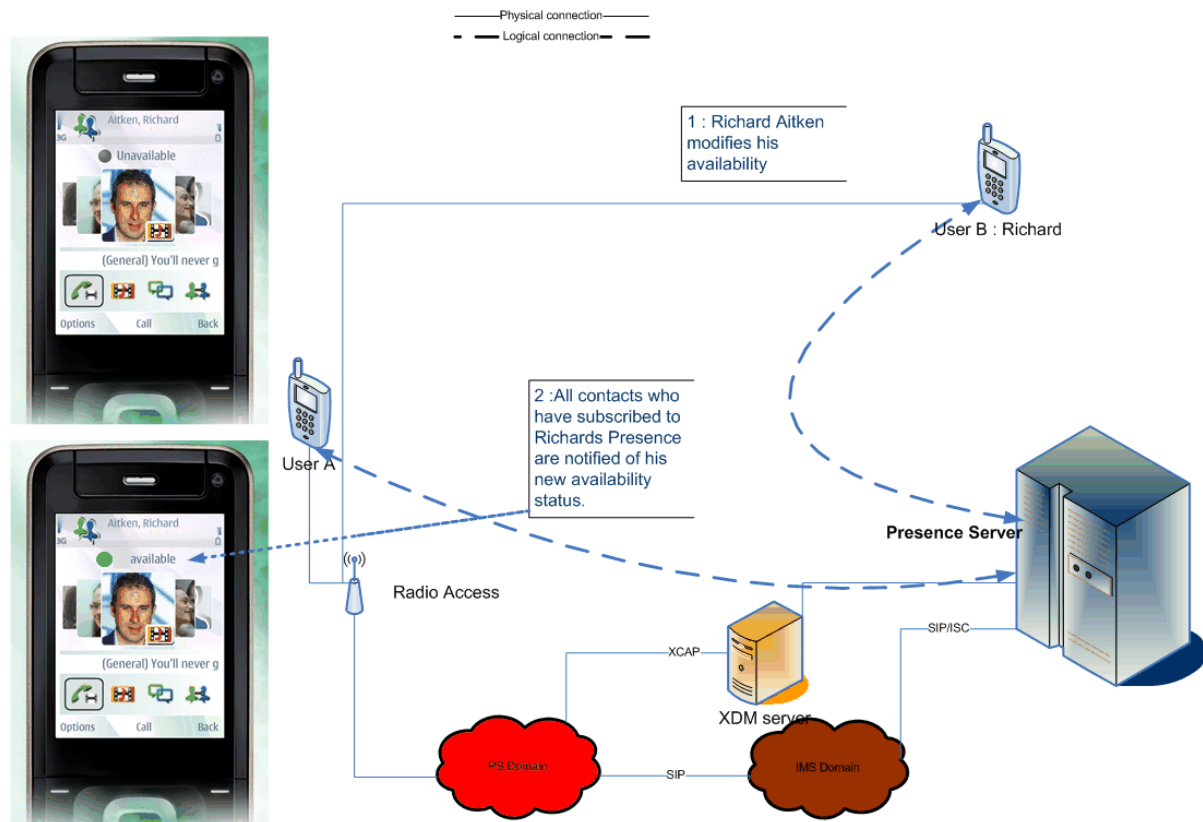 Physical connection
Logical connection
Aitken, Richard
3G
Unavailable
(General) You'll never g
Options Call Back
1 : Richard Aitken
modifies his
availability
User B : Richard
User A
2 :All contacts who
have subscribed to
Richards Presence
are notified of his
new availability
status.
Presence Server
Aitken, Richard
3G
available
(General) You'll never g
Options Call Back
Radio Access
XCAP
SIP/ISC
XDM server
PS Domain
SIP
IMS Domain